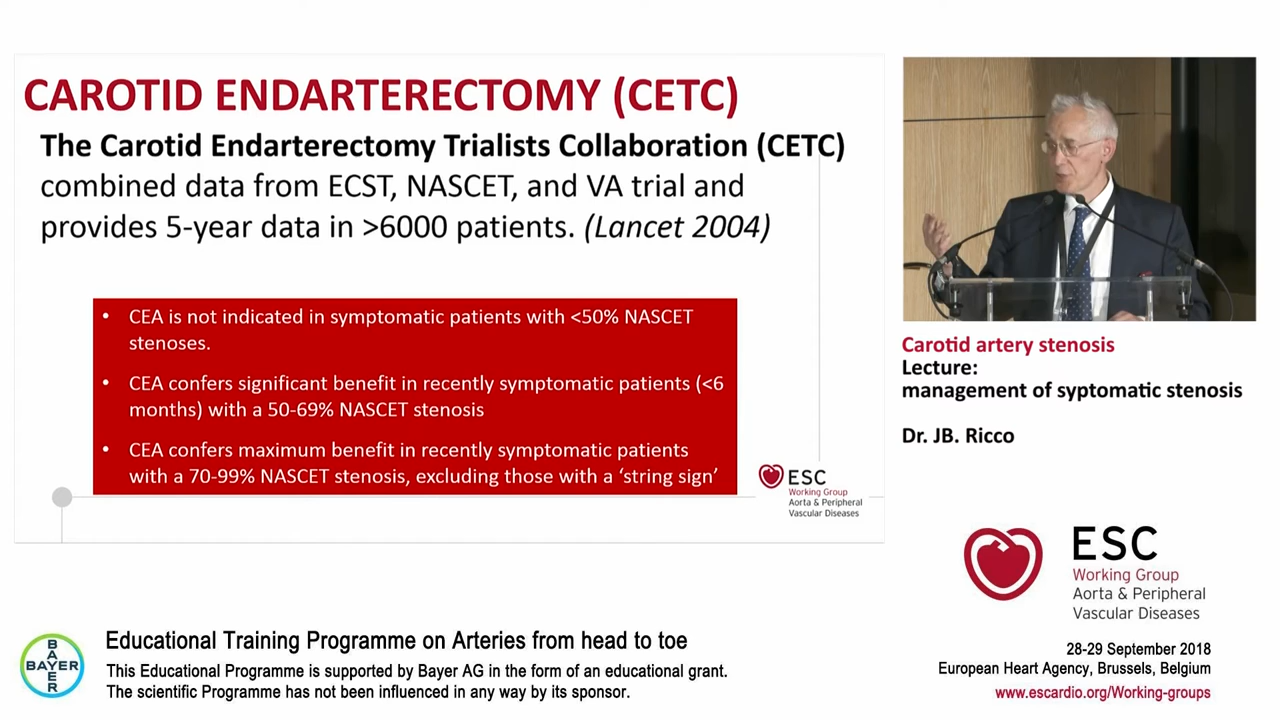 CAROTID ENDARTERECTOMY (CETC)
The Carotid Endarterectomy Trialists Collaboration (CETC)
combined data from ECST, NASCET, and VA trial and
provides 5-year data in >6000 patients. (Lancet 2004)
• CEA is not indicated in symptomatic patients with <50% NASCET
stenoses.
• CEA confers significant benefit in recently symptomatic patients (<6
months) with a 50-69% NASCET stenosis
• CEA confers maximum benefit in recently symptomatic patients
with a 70-99% NASCET stenosis, excluding those with a ‘string sign’
ESC
Working Group
Aorta & Peripheral
Vascular Diseases
Carotid artery stenosis
Lecture:
management of syptomatic stenosis
Dr. JB. Ricco
ESC
Working Group
Aorta & Peripheral
Vascular Diseases
BAYER
BAYER
Educational Training Programme on Arteries from head to toe
This Educational Programme is supported by Bayer AG in the form of an educational grant.
The scientific Programme has not been influenced in any way by its sponsor.
28-29 September 2018
European Heart Agency, Brussels, Belgium
www.escardio.org/Working-groups